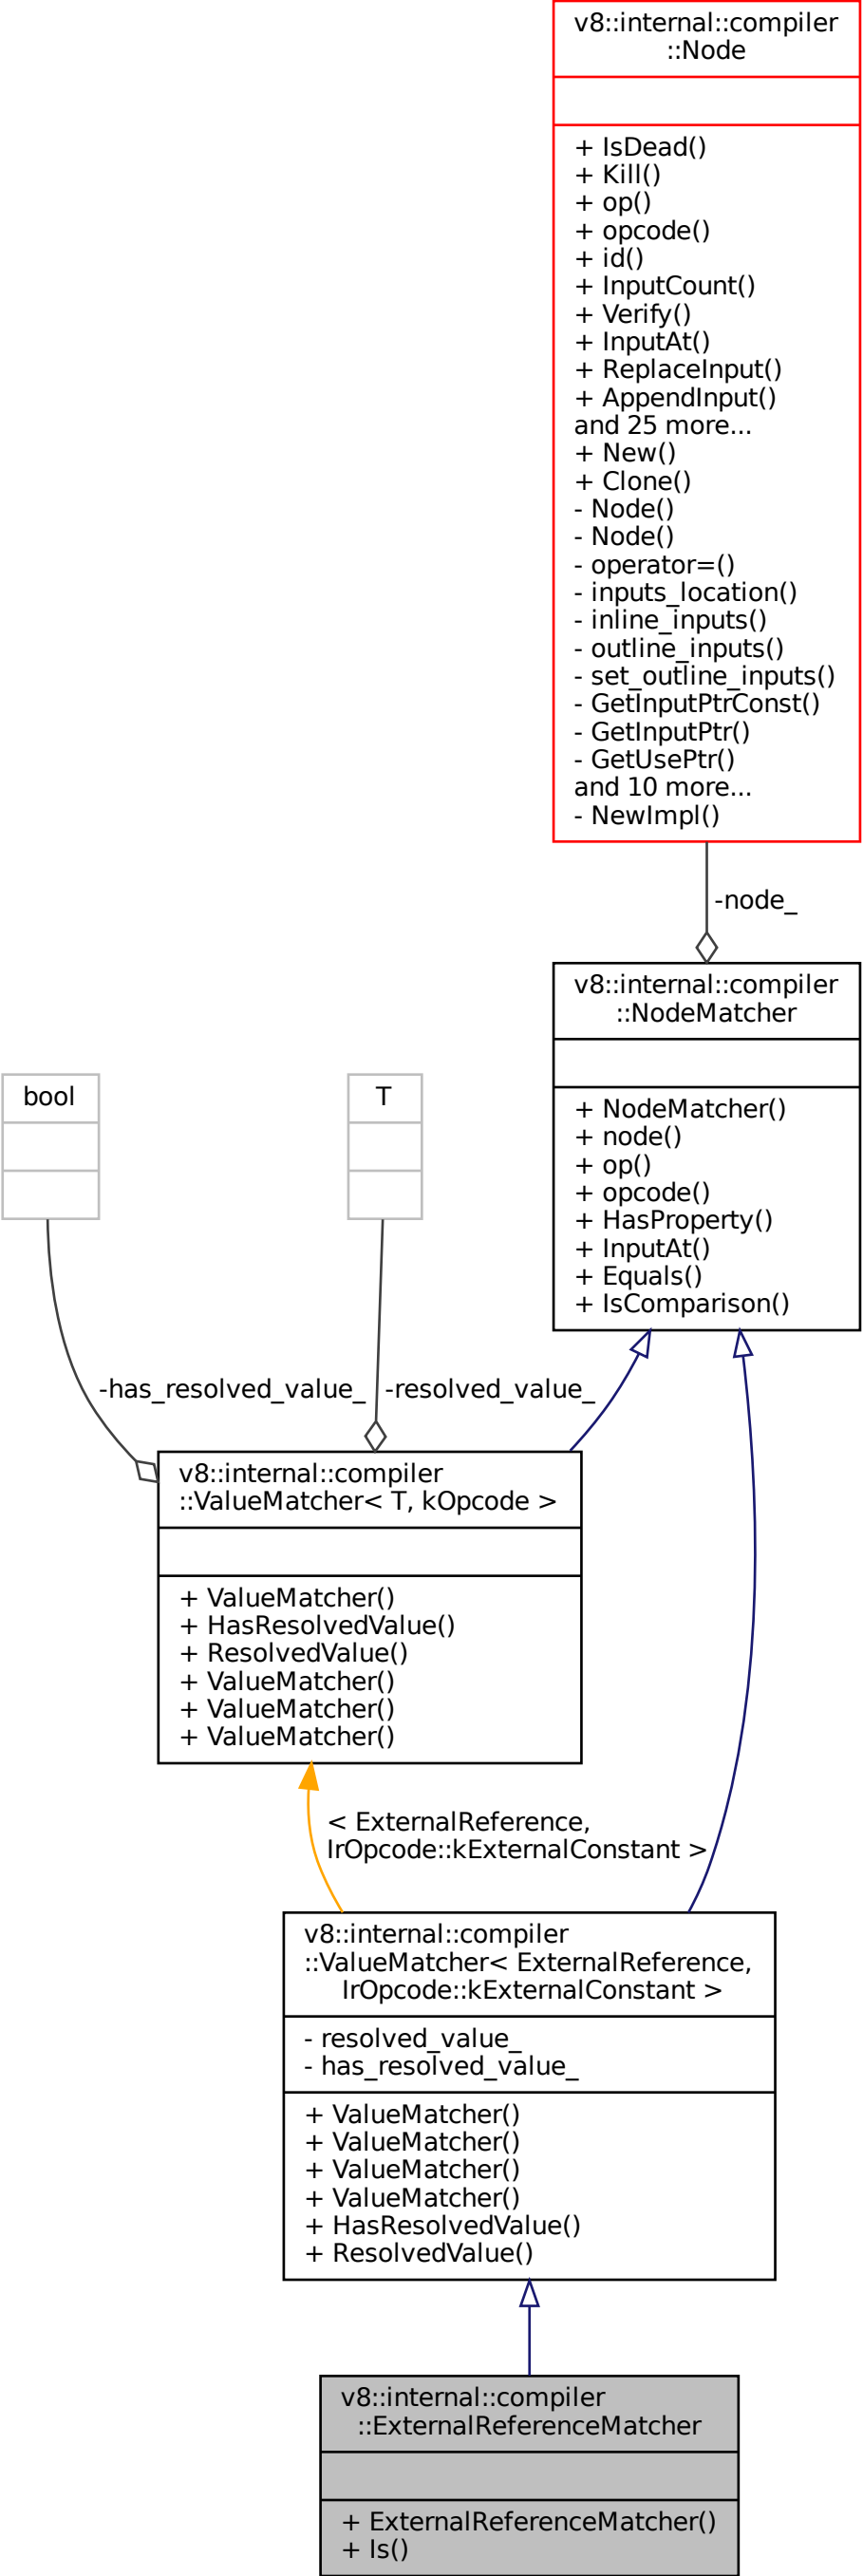 v8::internal::compiler
::Node
+ IsDead()
+ Kill()
+ op()
+ opcode()
+ id()
+ InputCount()
+ Verify()
+ InputAt()
+ ReplaceInput()
+ AppendInput()
and 25 more...
+ New()
+ Clone()
- Node()
- Node()
- operator=()
- inputs_location()
- inline_inputs()
- outline_inputs()
- set_outline_inputs()
- GetInputPtrConst()
- GetInputPtr()
- GetUsePtr()
and 10 more...
- NewImpl()
-node_
v8::internal::compiler
::NodeMatcher
+ NodeMatcher()
+ node()
+ op()
+ opcode()
+ HasProperty()
+ InputAt()
+ Equals()
+ IsComparison()
bool
T
-has_resolved_value_
-resolved_value_
v8::internal::compiler
::ValueMatcher< T, kOpcode >
+ ValueMatcher()
+ HasResolvedValue()
+ ResolvedValue()
+ ValueMatcher()
+ ValueMatcher()
+ ValueMatcher()
< ExternalReference,
IrOpcode::kExternalConstant >
v8::internal::compiler
::ValueMatcher< ExternalReference,
IrOpcode::kExternalConstant >
- resolved_value_
- has_resolved_value_
+ ValueMatcher()
+ ValueMatcher()
+ ValueMatcher()
+ ValueMatcher()
+ HasResolvedValue()
+ ResolvedValue()
v8::internal::compiler
::ExternalReferenceMatcher
+ ExternalReferenceMatcher()
+ Is()